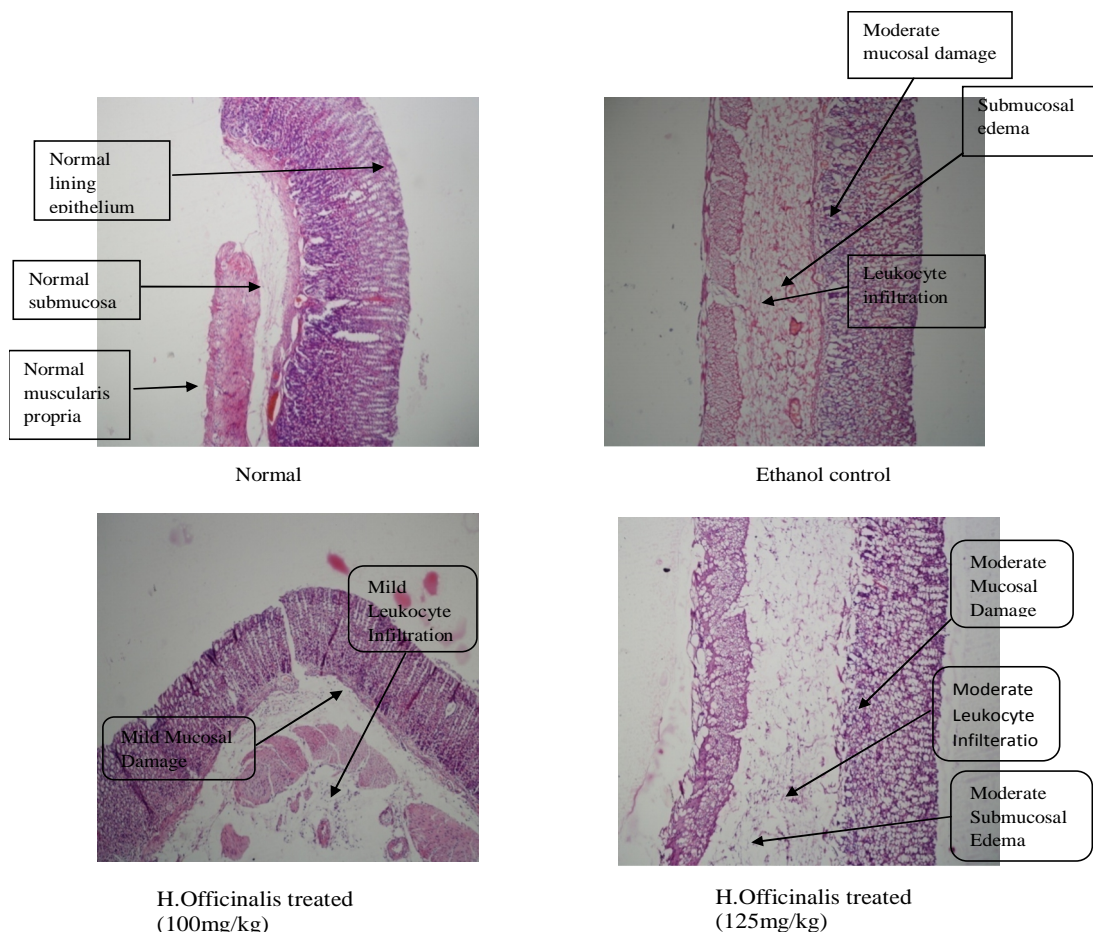 Moderate
mucosal damage
Submucosal
edema
Normal
lining
epithelium
Normal
submucosa
Leukocyte
infiltration
Normal
muscularis
propria
Normal
Ethanol control
Mild
Leukocyte
Infiltration
Mild Mucosal
Damage
Moderate
Mucosal
Damage
Moderate
Leukocyte
Infilteratio
Moderate
Submucosal
Edema
H.Officinalis treated
(100mg/kg)
H.Officinalis treated
(125mg/kg)